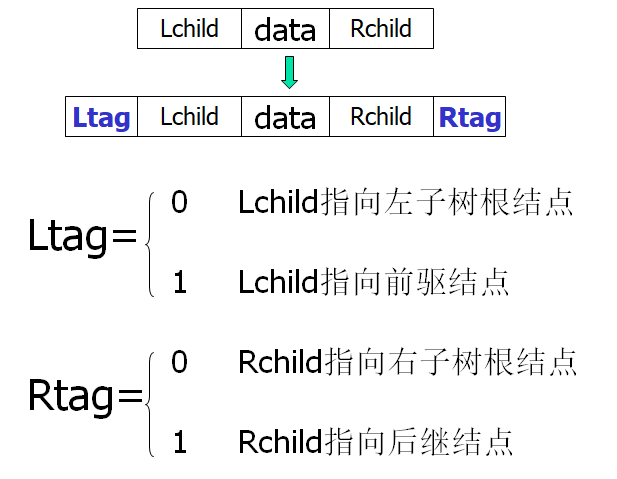 Lchild data Rchild
Ltag Lchild data Rchild Rtag
0 Lchild指向左子树根结点
Ltag=
1 Lchild指向前驱结点
0 Rchild指向右子树根结点
Rtag=
1 Rchild指向后继结点